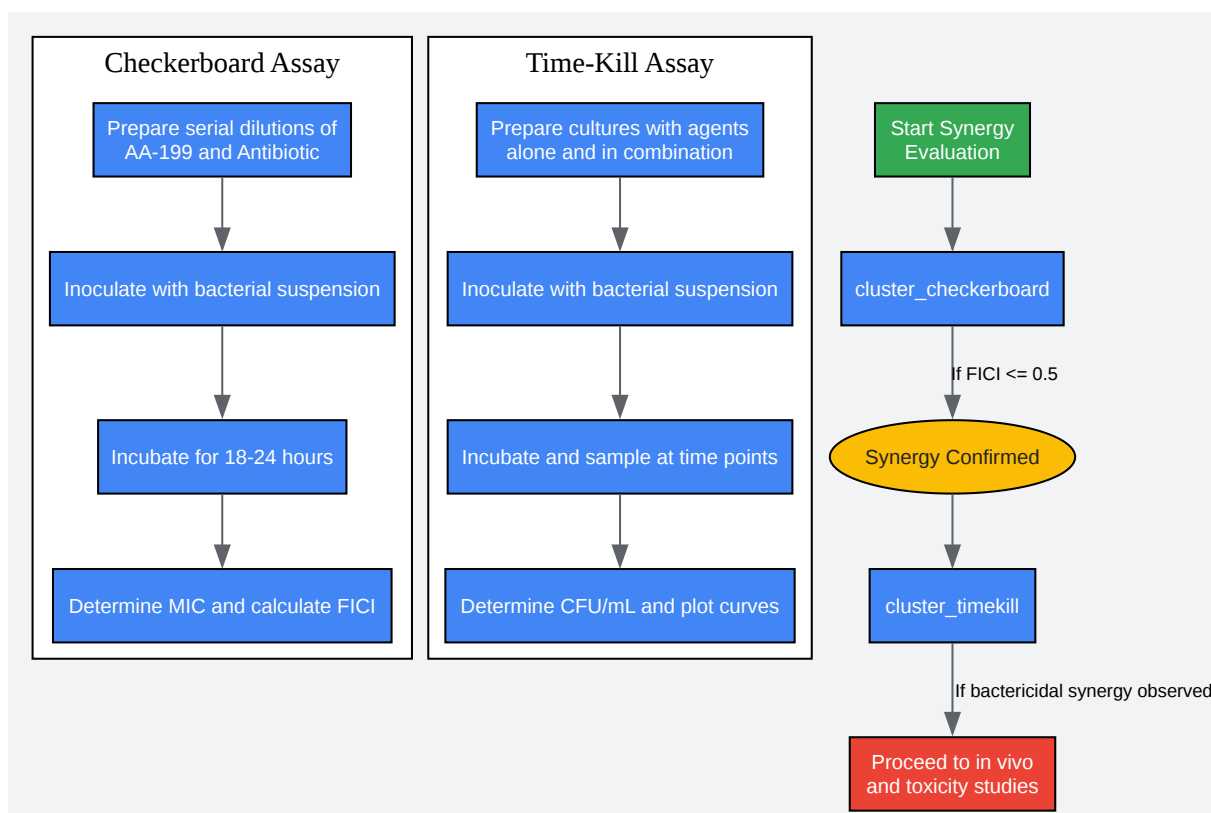 Checkerboard Assay
Prepare serial dilutions of
AA-199 and Antibiotic
Inoculate with bacterial suspension
Incubate for 18-24 hours
Determine MIC and calculate FICI
Time-Kill Assay
Prepare cultures with agents
alone and in combination
Inoculate with bacterial suspension
Incubate and sample at time points
Determine CFU/mL and plot curves
Start Synergy
Evaluation
cluster_checkerboard
If FICI <= 0.5
Synergy Confirmed
cluster_timekill
If bactericidal synergy observed
Proceed to in vivo
and toxicity studies